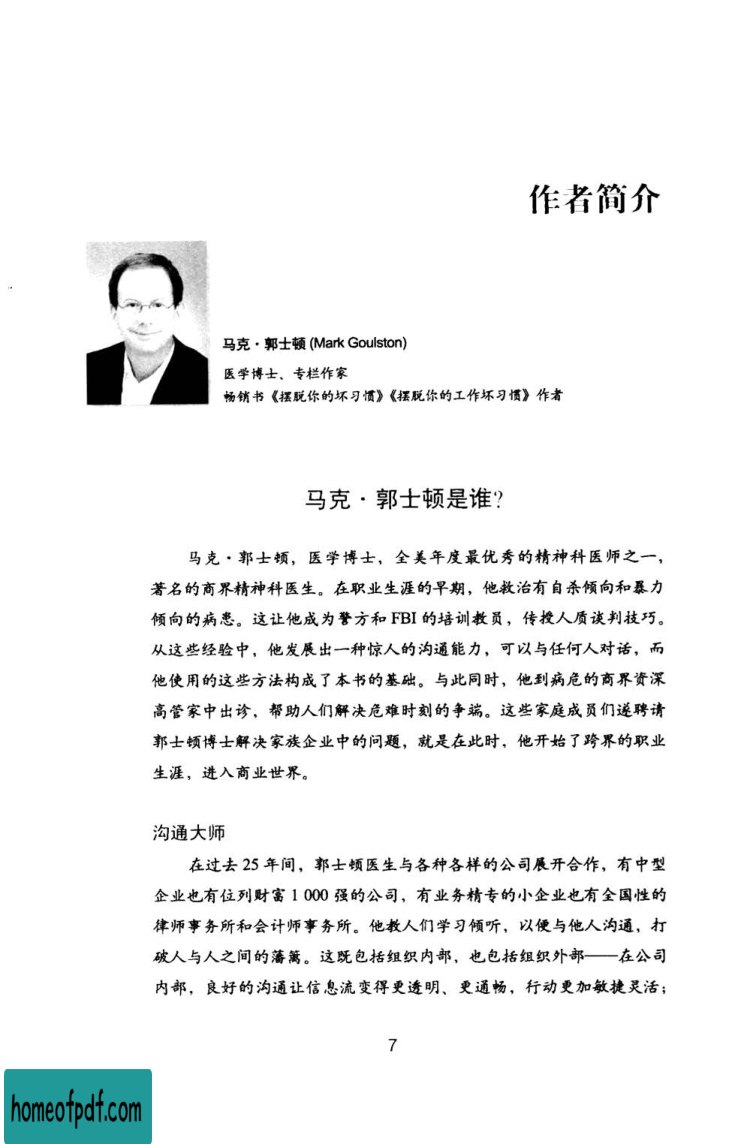 作者简介
马克·郭士顿 (Mark Goulston)
医学博士、专栏作家
畅销书《摆脱你的坏习惯》《摆脱你的工作坏习惯》作者
马克·郭士顿是谁?
马克·郭士顿，医学博士，全美年度最优秀的精神科医师之一，
著名的商界精神科医生。在职业生涯的早期，他救治有自杀倾向和暴力
倾向的病患。这让他成为警方和 FBI 的培训教员，传授人质谈判技巧。
从这些经验中，他发展出一种惊人的沟通能力，可以与任何人对话，而
他使用的这些方法构成了本书的基础。与此同时，他到病危的商界资深
高管家中出诊，帮助人们解决危难时刻的争端。这些家庭成员们遂聘请
郭士顿博士解决家族企业中的问题，就是在此时，他开始了跨界的职业
生涯，进入商业世界。
沟通大师
在过去 25 年间，郭士顿医生与各种各样的公司展开合作，有中型
企业也有位列财富 1 000 强的公司，有业务精专的小企业也有全国性的
律师事务所和会计师事务所。他教人们学习倾听，以便与他人沟通，打
破人与人之间的藩篱。这既包括组织内部，也包括组织外部——在公司
内部，良好的沟通让信息流变得更透明、更通畅，行动更加敏捷灵活；
7
homeofpdf.com